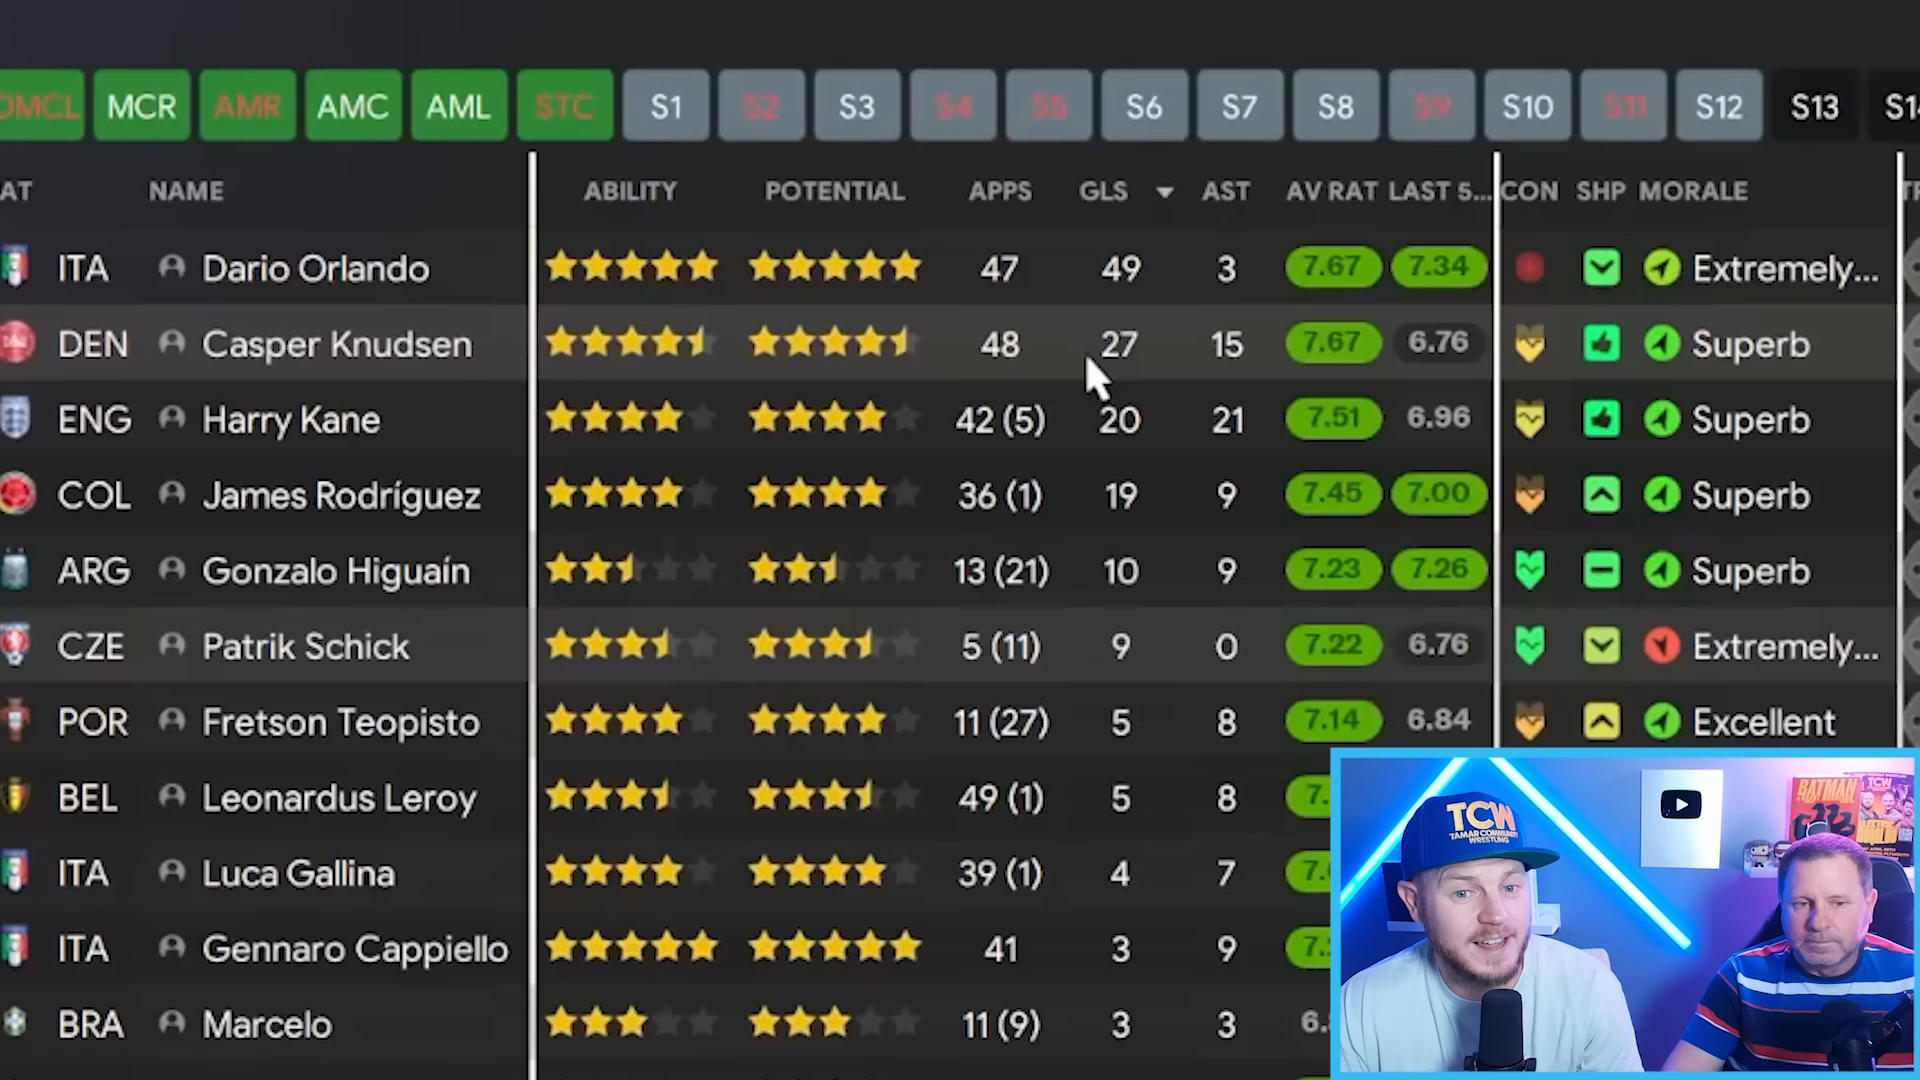 DMCL MCR AMR AMC AML STC S1 S2 S3 S4 S5 S6 S7 S8 S9 S10 S11 S12 S13 S14
AT NAME ABILITY POTENTIAL APPS GLS AST AV RAT LAST 5... CON SHP MORALE
ITA Dario Orlando 47 49 3 7.67 7.34 Extremely...
DEN Casper Knudsen 48 27 15 7.67 6.76 Superb
ENG Harry Kane 42 (5) 20 21 7.51 6.96 Superb
COL James Rodríguez 36 (1) 19 9 7.45 7.00 Superb
ARG Gonzalo Higuaín 13 (21) 10 9 7.23 7.26 Superb
CZE Patrik Schick 5 (11) 9 0 7.22 6.76 Extremely...
POR Fretson Teopisto 11 (27) 5 8 7.14 6.84 Excellent
BEL Leonardus Leroy 49 (1) 5 8 7.
ITA Luca Gallina 39 (1) 4 7
ITA Gennaro Cappiello 41 3 9
BRA Marcelo 11 (9) 3 3 6.
TCW
TAMAR COMMUNITY
WRESTLING
BATMAN
TCW